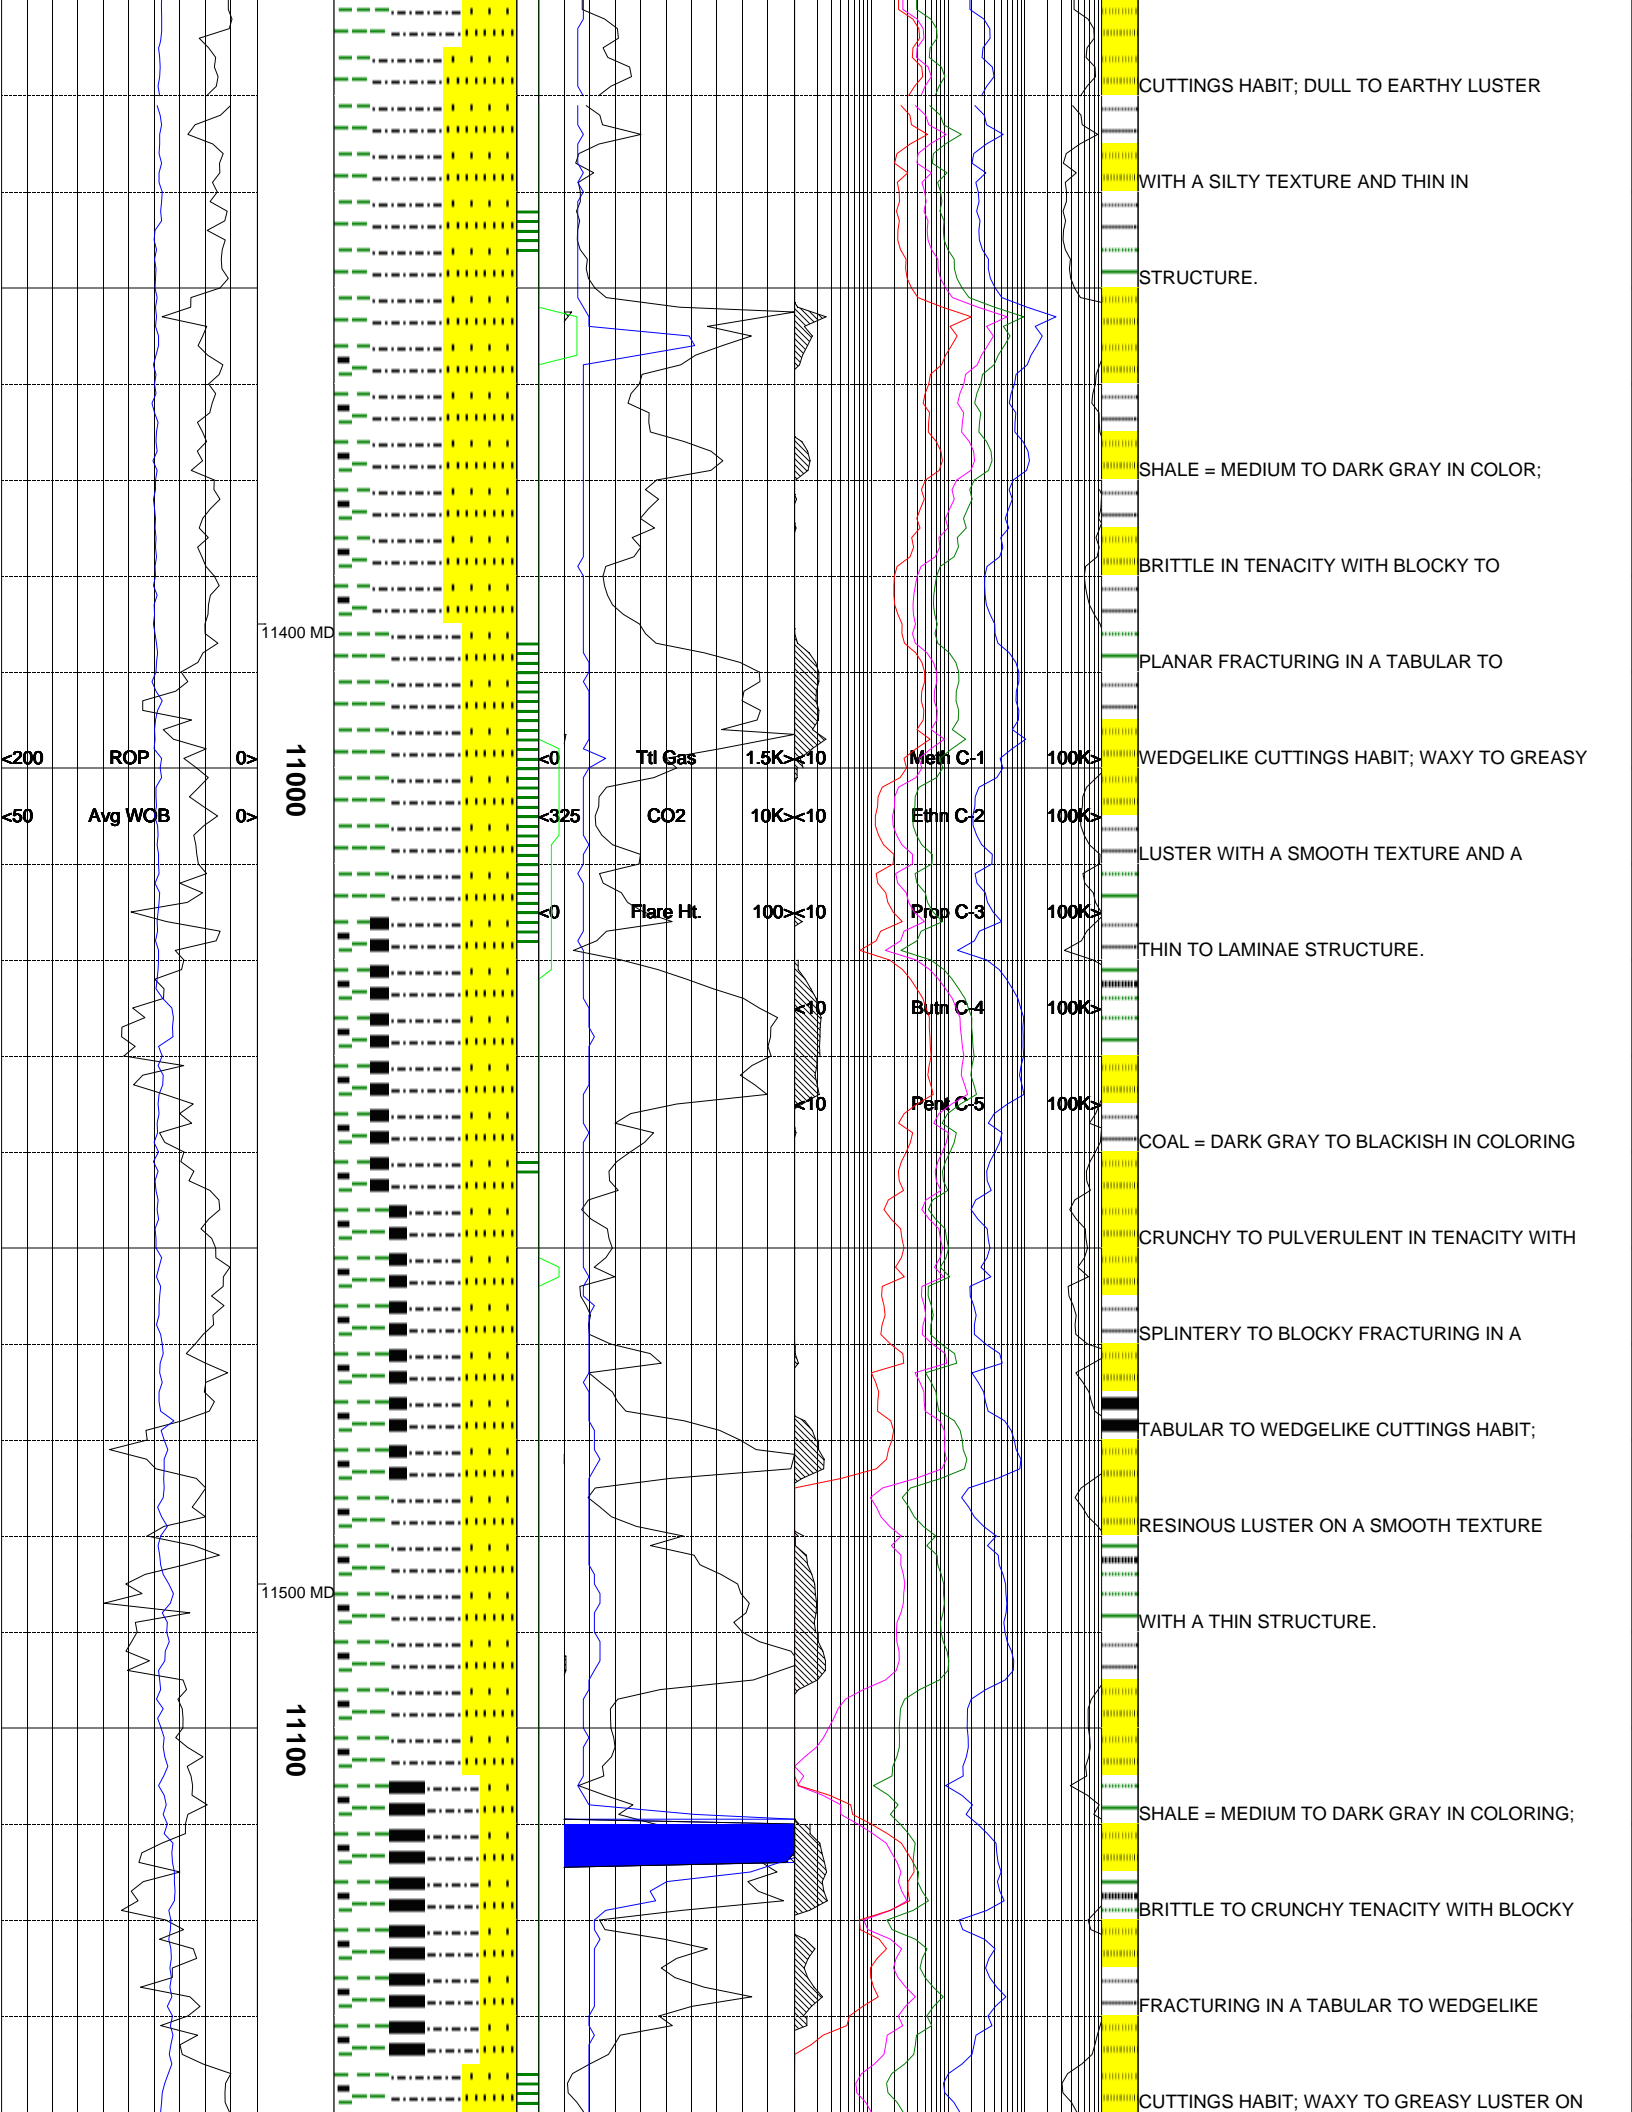 CUTTINGS HABIT; DULL TO EARTHY LUSTER
WITH A SILTY TEXTURE AND THIN IN
STRUCTURE.
SHALE = MEDIUM TO DARK GRAY IN COLOR;
BRITTLE IN TENACITY WITH BLOCKY TO
11400 MD
PLANAR FRACTURING IN A TABULAR TO
<200 ROP 0> 11000 <0 Ttl Gas 1.5K> <10 Meth C-1 100K> WEDGELIKE CUTTINGS HABIT; WAXY TO GREASY
<50 Avg WOB 0> <325 CO2 10K> <10 Ethn C-2 100K>
LUSTER WITH A SMOOTH TEXTURE AND A
<0 Flare Ht. 100> <10 Prop C-3 100K>
THIN TO LAMINAE STRUCTURE.
<10 Butn C-4 100K>
<10 Pent C-5 100K>
COAL = DARK GRAY TO BLACKISH IN COLORING
CRUNCHY TO PULVERULENT IN TENACITY WITH
SPLINTERY TO BLOCKY FRACTURING IN A
TABULAR TO WEDGELIKE CUTTINGS HABIT;
RESINOUS LUSTER ON A SMOOTH TEXTURE
11500 MD
WITH A THIN STRUCTURE.
11100
SHALE = MEDIUM TO DARK GRAY IN COLORING;
BRITTLE TO CRUNCHY TENACITY WITH BLOCKY
FRACTURING IN A TABULAR TO WEDGELIKE
CUTTINGS HABIT; WAXY TO GREASY LUSTER ON